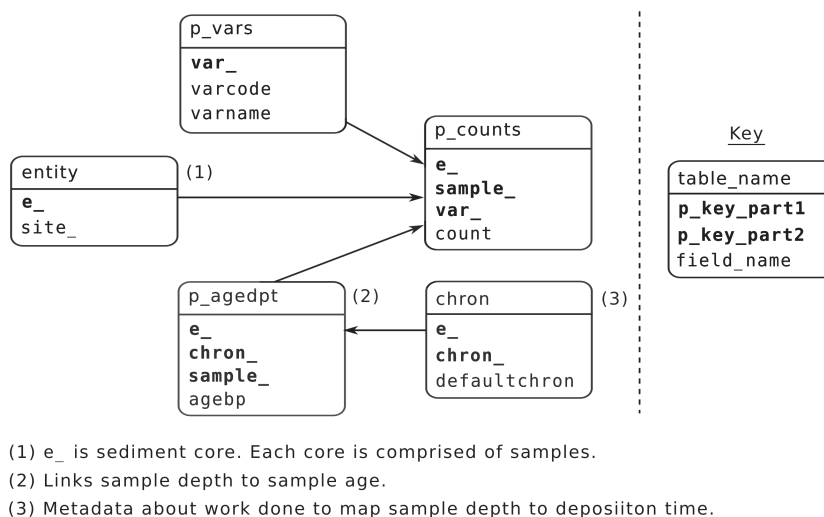 p_vars
var_
varcode
varname
entity
(1)
e_
site_
p_counts
e_
sample_
var_
count
p_agedpt
(2)
e_
chron_
sample_
agebp
chron
(3)
e_
chron_
defaultchron
Key
table_name
p_key_part1
p_key_part2
field_name
(1) e_ is sediment core. Each core is comprised of samples.
(2) Links sample depth to sample age.
(3) Metadata about work done to map sample depth to deposiiton time.